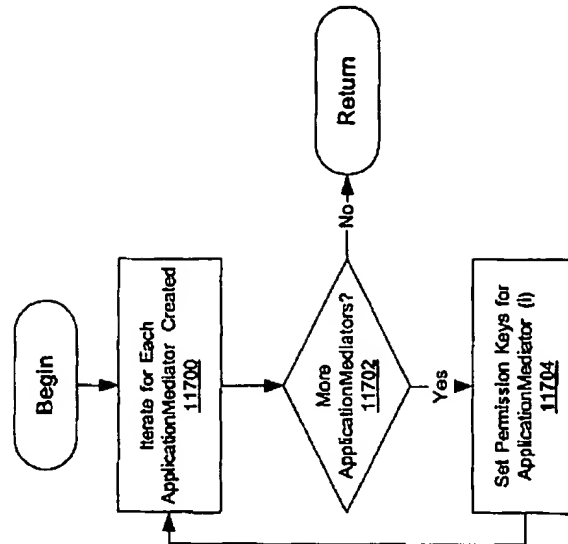 Begin
Iterate for Each
ApplicationMediator Created
11700
More
ApplicationMediators?
11702
No
Return
Yes
Set Permission Keys for
ApplicationMediator (i)
11704